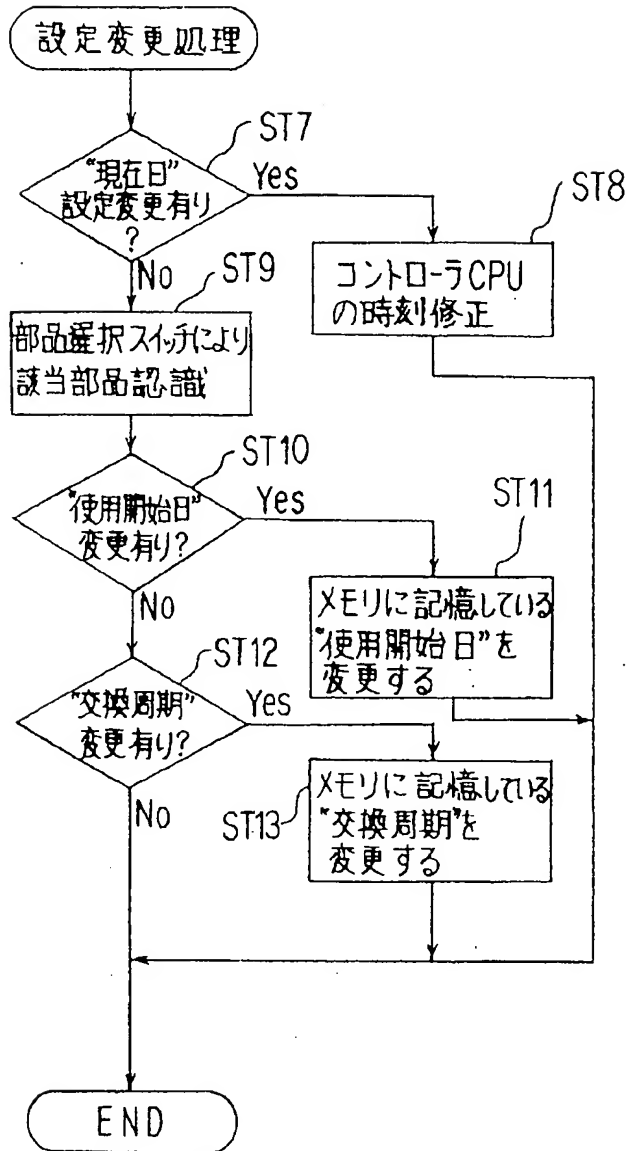 設定変更処理
ST7
"現在日"
設定変更有り
?
Yes
No
ST8
コントローラCPU
の時刻修正
ST9
部品選択スイッチにより
該当部品認識
ST10
"使用開始日"
変更有り?
Yes
No
ST11
メモリに記憶している
"使用開始日"を
変更する
ST12
"交換周期"
変更有り?
Yes
No
ST13
メモリに記憶している
"交換周期"を
変更する
END